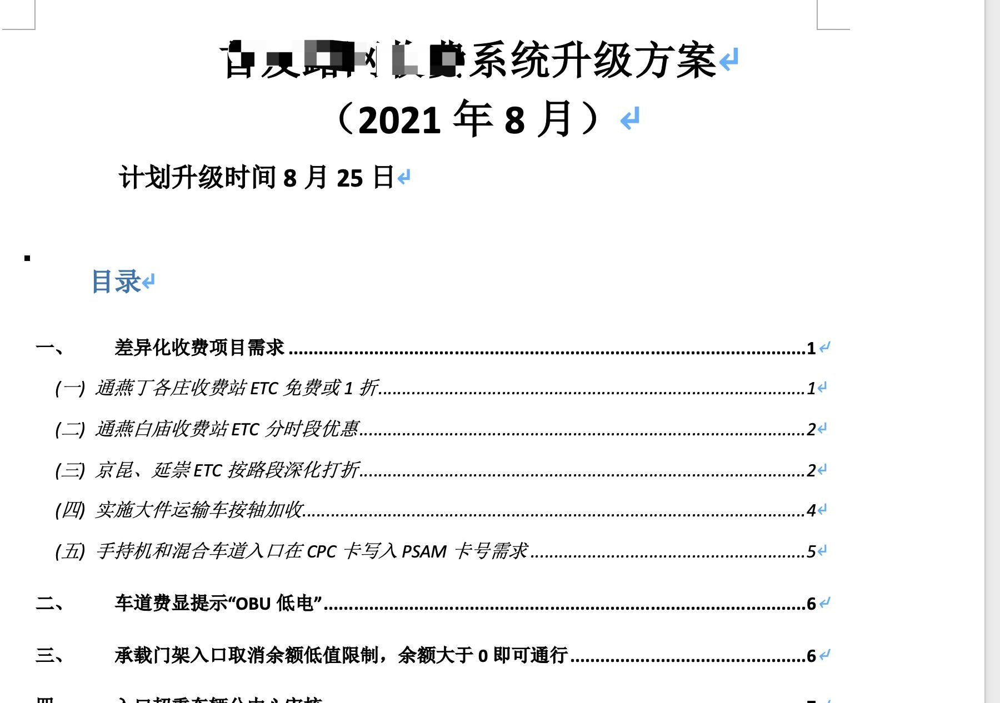 系统升级方案
（2021 年 8 月）
计划升级时间 8 月 25 日
目录
一、 差异化收费项目需求 1
(一) 通燕丁各庄收费站 ETC 免费或 1 折 1
(二) 通燕白庙收费站 ETC 分时段优惠 2
(三) 京昆、延崇 ETC 按路段深化打折 2
(四) 实施大件运输车按轴加收 4
(五) 手持机和混合车道入口在 CPC 卡写入 PSAM 卡号需求 5
二、 车道费显提示“OBU 低电” 6
三、 承载门架入口取消余额低值限制，余额大于 0 即可通行 6